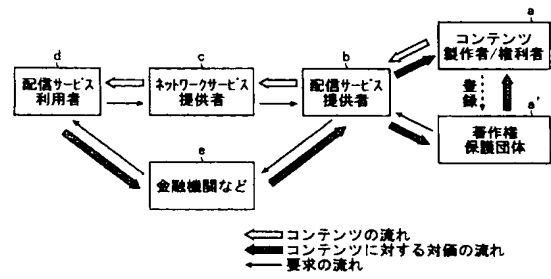 a
コンテンツ
製作者/権利者
d
配信サービス
利用者
c
ネットワークサービス
提供者
b
配信サービス
提供者
登録
a'
著作権
保護団体
e
金融機関など
コンテンツの流れ
コンテンツに対する対価の流れ
要求の流れ